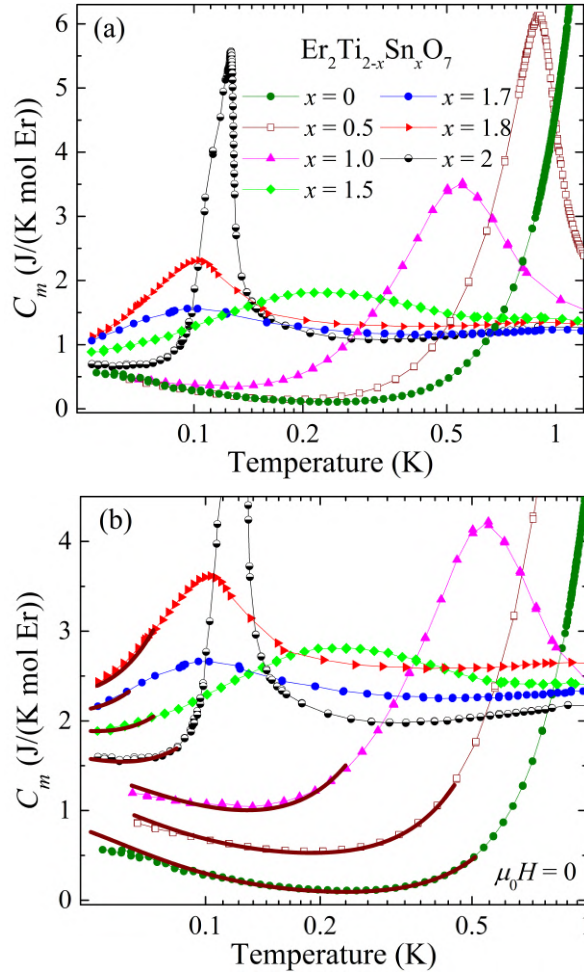 (a)
Er₂Ti₂₋ₓSnₓO₇
x = 0
x = 1.7
x = 0.5
x = 1.8
x = 1.0
x = 2
x = 1.5
6
5
4
3
2
1
0
Cₘ (J/(K mol Er))
0.1
0.2
0.5
1
Temperature (K)
(b)
4
3
2
1
0
Cₘ (J/(K mol Er))
μ₀H = 0
0.1
0.2
0.5
1
Temperature (K)